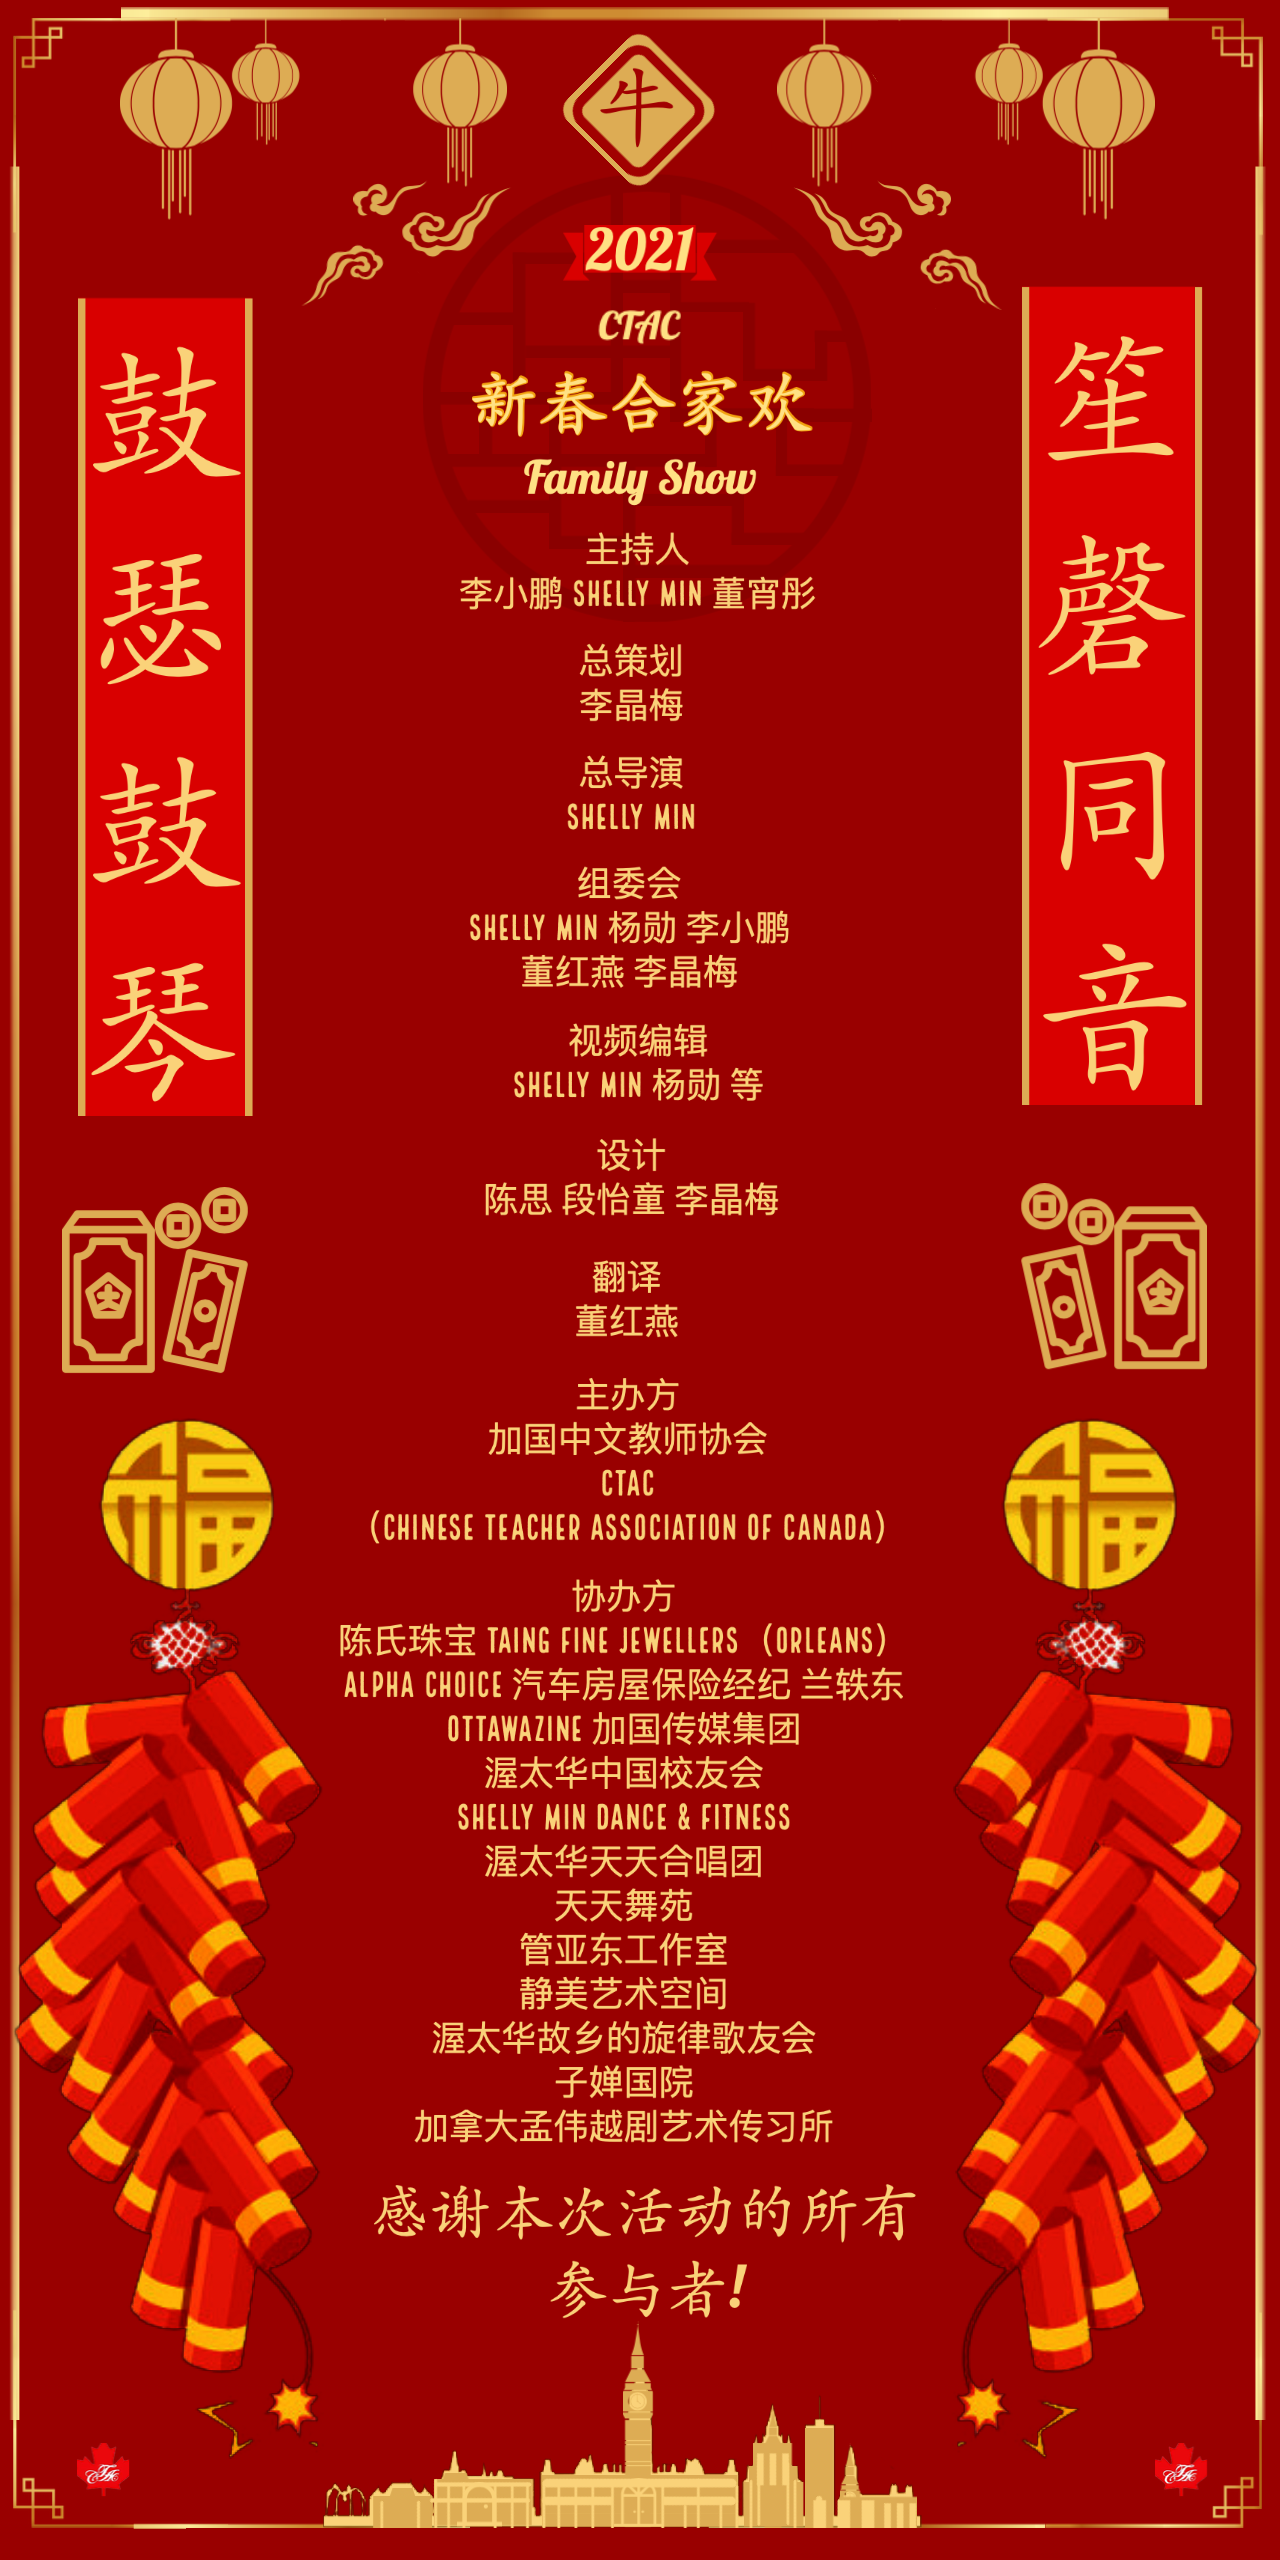 牛
2021
CTAC
新春合家欢
Family Show
鼓瑟鼓琴
笙磬同音
主持人
李小鹏 SHELLY MIN 董宵彤
总策划
李晶梅
总导演
SHELLY MIN
组委会
SHELLY MIN 杨勋 李小鹏
董红燕 李晶梅
视频编辑
SHELLY MIN 杨勋 等
设计
陈思 段怡童 李晶梅
翻译
董红燕
主办方
加国中文教师协会
CTAC
(CHINESE TEACHER ASSOCIATION OF CANADA)
协办方
陈氏珠宝 TAING FINE JEWELLERS (ORLEANS)
ALPHA CHOICE 汽车房屋保险经纪 兰轶东
OTTAWAZINE 加国传媒集团
渥太华中国校友会
SHELLY MIN DANCE & FITNESS
渥太华天天合唱团
天天舞苑
管亚东工作室
静美艺术空间
渥太华故乡的旋律歌友会
子婵国院
加拿大孟伟越剧艺术传习所
感谢本次活动的所有
参与者!
福
福